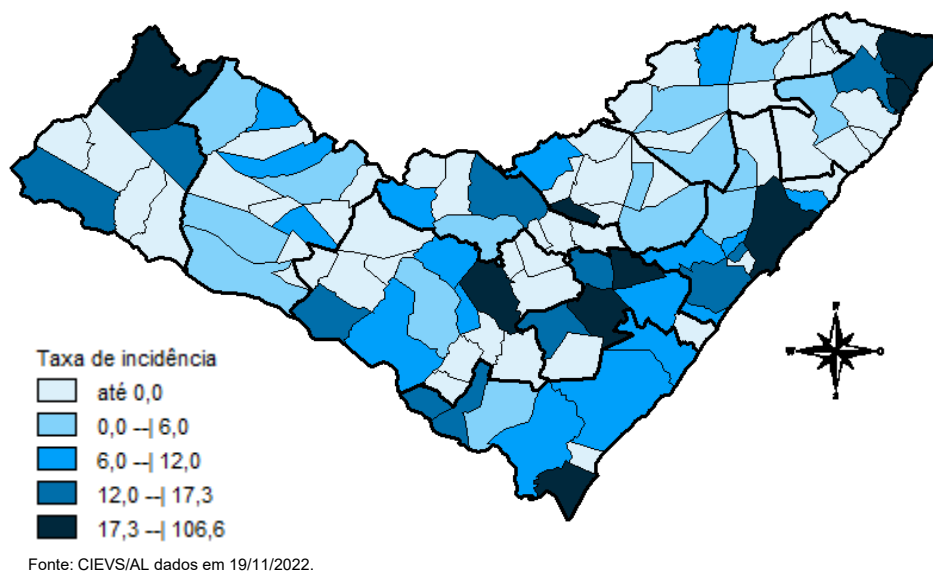 Taxa de incidência
até 0,0
0,0 --| 6,0
6,0 --| 12,0
12,0 --| 17,3
17,3 --| 106,6
W
O
Fonte: CIEVS/AL dados em 19/11/2022.